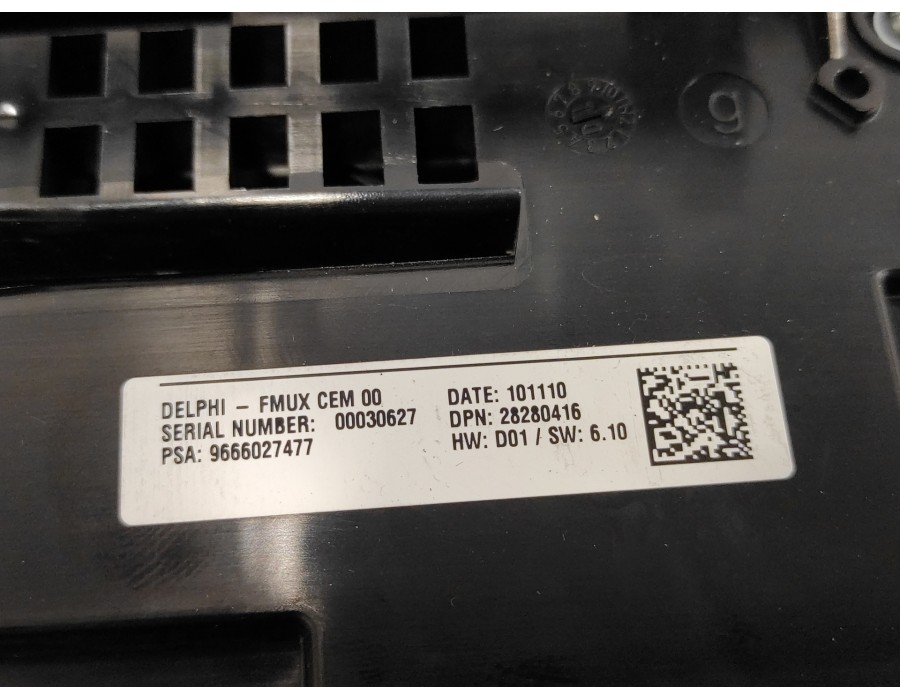 DELPHI – FMUX CEM 00
SERIAL NUMBER: 00030627
PSA: 9666027477
DATE: 101110
DPN: 28280416
HW: D01 / SW: 6.10